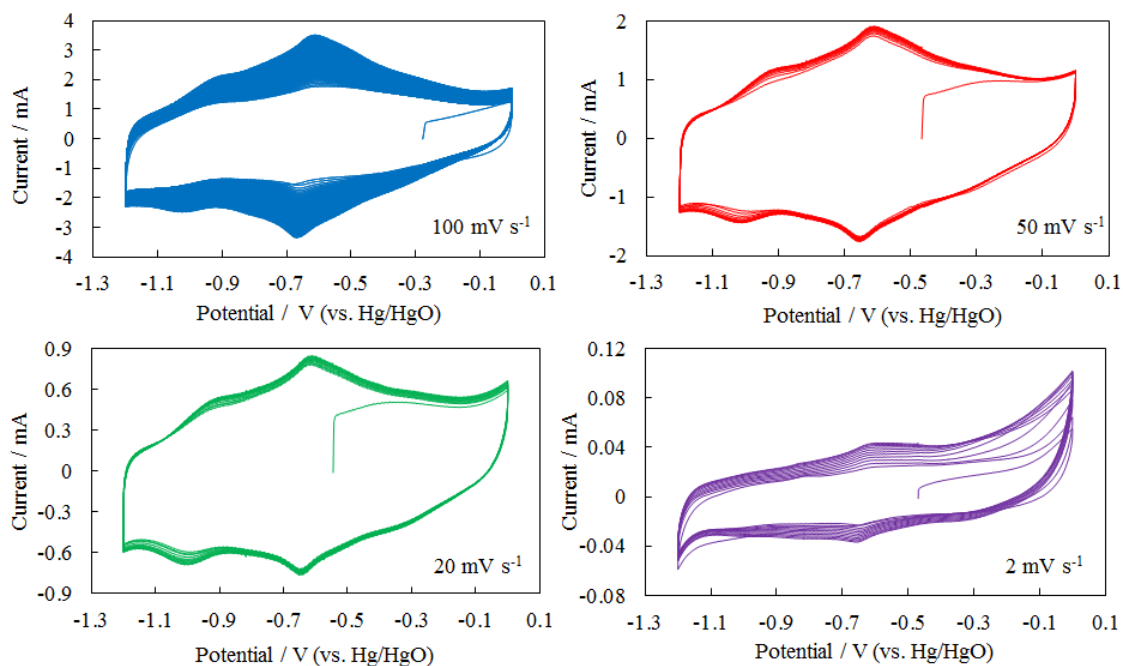 4
3
2
1
0
-1
-2
-3
-4
Current / mA
100 mV s-1
-1.3 -1.1 -0.9 -0.7 -0.5 -0.3 -0.1 0.1
Potential / V (vs. Hg/HgO)
2
1
0
-1
-2
Current / mA
50 mV s-1
-1.3 -1.1 -0.9 -0.7 -0.5 -0.3 -0.1 0.1
Potential / V (vs. Hg/HgO)
0.9
0.6
0.3
0
-0.3
-0.6
-0.9
Current / mA
20 mV s-1
-1.3 -1.1 -0.9 -0.7 -0.5 -0.3 -0.1 0.1
Potential / V (vs. Hg/HgO)
0.12
0.08
0.04
0
-0.04
-0.08
Current / mA
2 mV s-1
-1.3 -1.1 -0.9 -0.7 -0.5 -0.3 -0.1 0.1
Potential / V (vs. Hg/HgO)